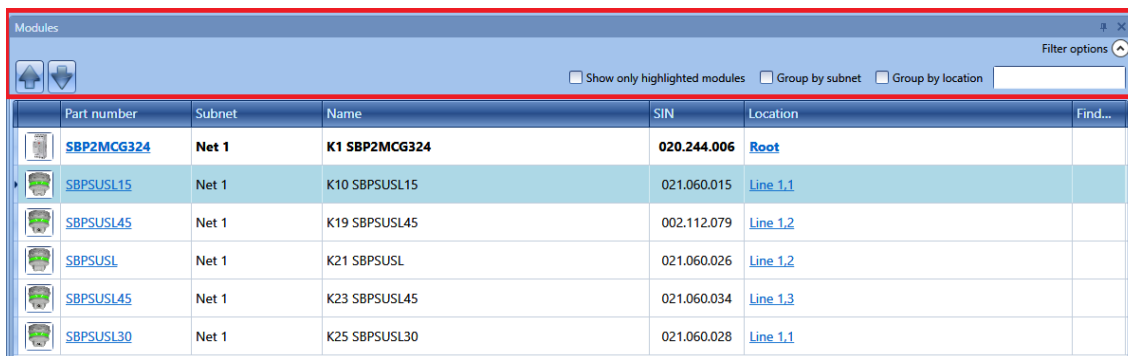 Modules
Filter options
Show only highlighted modules Group by subnet Group by location
Part number Subnet Name SIN Location Find...
SBP2MCG324 Net 1 K1 SBP2MCG324 020.244.006 Root
SBPSUSL15 Net 1 K10 SBPSUSL15 021.060.015 Line 1,1
SBPSUSL45 Net 1 K19 SBPSUSL45 002.112.079 Line 1,2
SBPSUSL Net 1 K21 SBPSUSL 021.060.026 Line 1,2
SBPSUSL45 Net 1 K23 SBPSUSL45 021.060.034 Line 1,3
SBPSUSL30 Net 1 K25 SBPSUSL30 021.060.028 Line 1,1